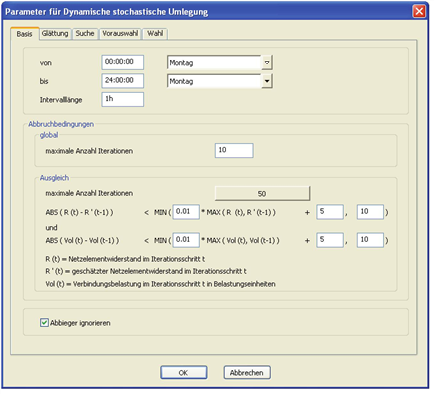 Parameter für Dynamische stochastische Umlegung
Basis Glättung Suche Vorauswahl Wahl
von 00:00:00 Montag
bis 24:00:00 Montag
Intervalllänge 1h
Abbruchbedingungen
global
maximale Anzahl Iterationen 10
Ausgleich
maximale Anzahl Iterationen 50
ABS ( R (t) - R ' (t-1) ) < MIN ( 0.01 * MAX ( R (t), R ' (t-1) ) + 5 , 10 )
und
ABS ( Vol (t) - Vol (t-1) ) < MIN ( 0.01 * MAX ( Vol (t), Vol (t-1) ) + 5 , 10 )
R (t) = Netzelementwiderstand im Iterationsschritt t
R ' (t) = geschätzter Netzelementwiderstand im Iterationsschritt t
Vol (t) = Verbindungsbelastung im Iterationsschritt t in Belastungseinheiten
Abbieger ignorieren
OK Abbrechen